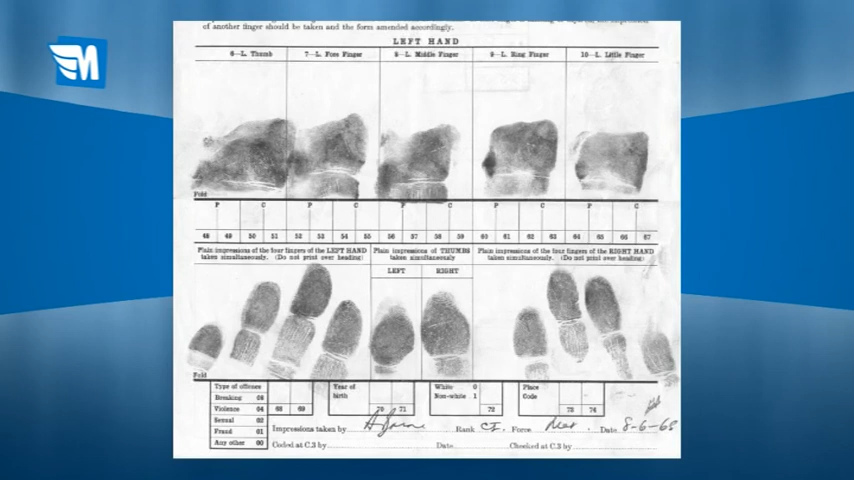 M
of another finger should be taken and the form amended accordingly.
LEFT HAND
6—L. Thumb 7—L. Fore Finger 8—L. Middle Finger 9—L. Ring Finger 10—L. Little Finger
Fold
P C P C P C P C P C
48 49 50 51 52 53 54 55 56 57 58 59 60 61 62 63 64 65 66 67
Plain impressions of the four fingers of the LEFT HAND
taken simultaneously. (Do not print over heading)
Plain impressions of THUMBS
taken simultaneously
LEFT RIGHT
Plain impressions of the four fingers of the RIGHT HAND
taken simultaneously. (Do not print over heading)
Fold
Type of offences
Breaking 08
Violence 04
Sexual 02
Fraud 01
Any other 00
68 69
Year of
birth
70 71
White 0
Non-white 1
72
Place
Code
73 74
Impressions taken by Rank C.I. Force Date 8-6-68
Coded at C.3 by Date Checked at C.3 by